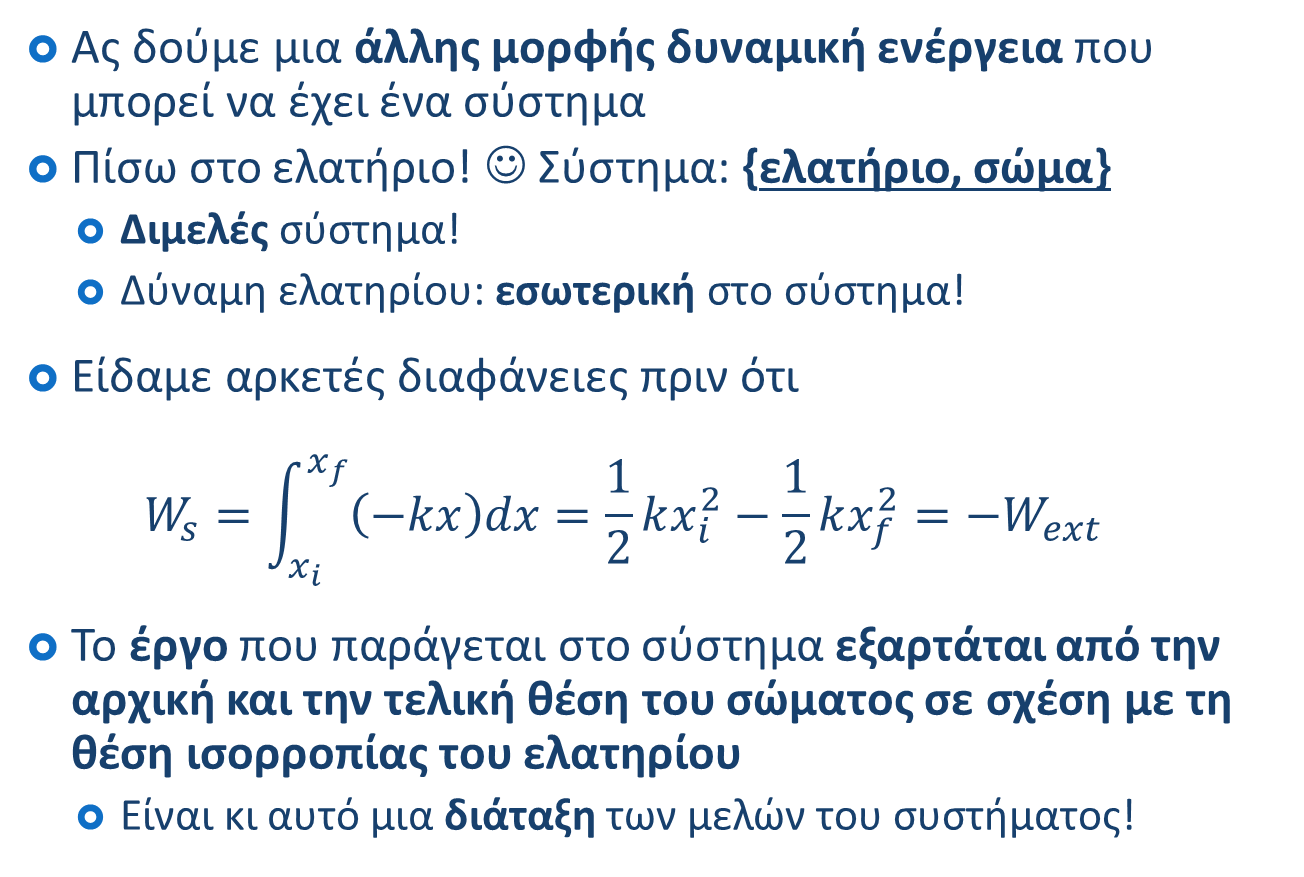 Ας δούμε μια άλλης μορφής δυναμική ενέργεια που
μπορεί να έχει ένα σύστημα
Πίσω στο ελατήριο! ☺ Σύστημα: {ελατήριο, σώμα}
Διμελές σύστημα!
Δύναμη ελατηρίου: εσωτερική στο σύστημα!
Είδαμε αρκετές διαφάνειες πριν ότι
W_s = ∫_{x_i}^{x_f} (−kx)dx = \frac{1}{2} kx_i^2 − \frac{1}{2} kx_f^2 = −W_{ext}
Το έργο που παράγεται στο σύστημα εξαρτάται από την
αρχική και την τελική θέση του σώματος σε σχέση με τη
θέση ισορροπίας του ελατηρίου
Είναι κι αυτό μια διάταξη των μελών του συστήματος!